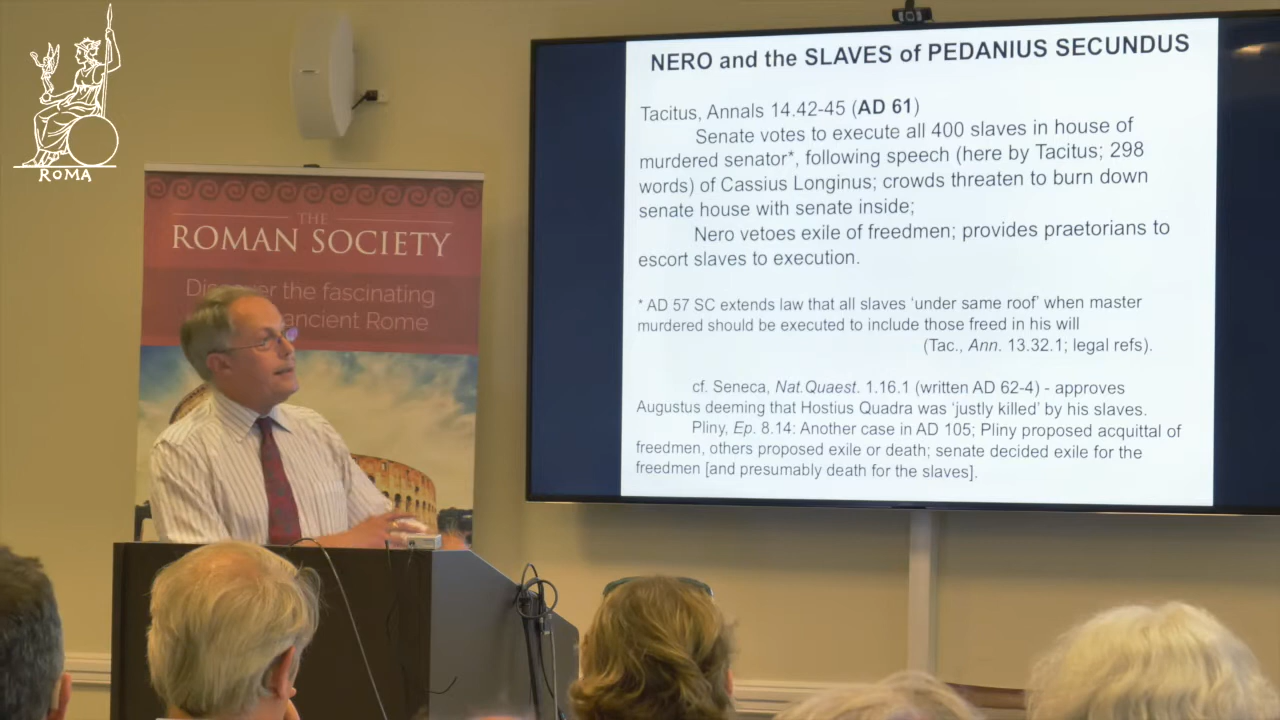 ROMA
THE
ROMAN SOCIETY
the fascinating
ancient Rome
NERO and the SLAVES of PEDANIUS SECUNDUS
Tacitus, Annals 14.42-45 (AD 61)
Senate votes to execute all 400 slaves in house of
murdered senator*, following speech (here by Tacitus; 298
words) of Cassius Longinus; crowds threaten to burn down
senate house with senate inside;
Nero vetoes exile of freedmen; provides praetorians to
escort slaves to execution.
* AD 57 SC extends law that all slaves ‘under same roof’ when master
murdered should be executed to include those freed in his will
(Tac., Ann. 13.32.1; legal refs).
cf. Seneca, Nat.Quaest. 1.16.1 (written AD 62-4) - approves
Augustus deeming that Hostius Quadra was ‘justly killed’ by his slaves.
Pliny, Ep. 8.14: Another case in AD 105; Pliny proposed acquittal of
freedmen, others proposed exile or death; senate decided exile for the
freedmen [and presumably death for the slaves].